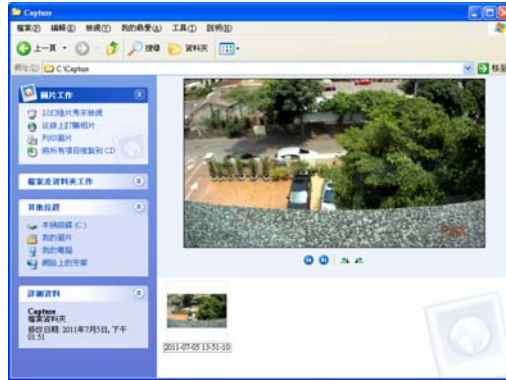 Capture
檔案(F) 編輯(E) 檢視(V) 我的最愛(A) 工具(T) 說明(H)
上一頁 搜尋 資料夾
網址(D) C:\Capture 移至
圖片工作
以幻燈片秀來檢視
從線上訂購相片
列印圖片
將所有項目複製到 CD
檔案及資料夾工作
其他位置
本機磁碟 (C:)
我的圖片
我的電腦
網路上的芳鄰
詳細資料
Capture
檔案資料夾
修改日期: 2011年7月5日, 下午
01:51
2011-07-05 13-51-10